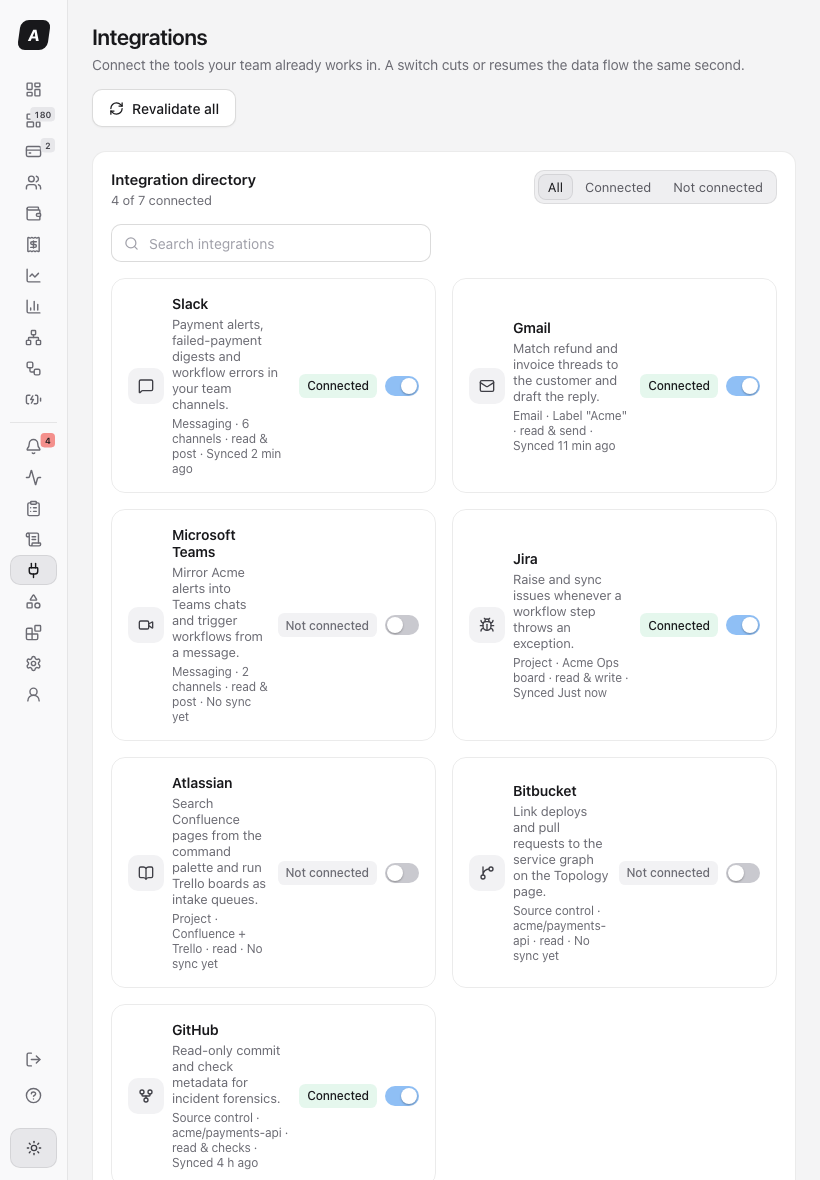 A
180
2
4
Integrations
Connect the tools your team already works in. A switch cuts or resumes the data flow the same second.
Revalidate all
Integration directory
4 of 7 connected
All
Connected
Not connected
Search integrations
Slack
Payment alerts,
failed-payment
digests and
workflow errors in
your team
channels.
Messaging · 6
channels · read &
post · Synced 2 min
ago
Connected
Gmail
Match refund and
invoice threads to
the customer and
draft the reply.
Email · Label "Acme"
· read & send ·
Synced 11 min ago
Connected
Microsoft
Teams
Mirror Acme
alerts into
Teams chats
and trigger
workflows from
a message.
Messaging · 2
channels · read &
post · No sync
yet
Not connected
Jira
Raise and sync
issues whenever a
workflow step
throws an
exception.
Project · Acme Ops
board · read & write ·
Synced Just now
Connected
Atlassian
Search
Confluence
pages from the
command
palette and run
Trello boards as
intake queues.
Project ·
Confluence +
Trello · read · No
sync yet
Not connected
Bitbucket
Link deploys
and pull
requests to the
service graph
on the Topology
page.
Source control ·
acme/payments-
api · read · No
sync yet
Not connected
GitHub
Read-only commit
and check
metadata for
incident forensics.
Source control ·
acme/payments-api ·
read & checks ·
Synced 4 h ago
Connected